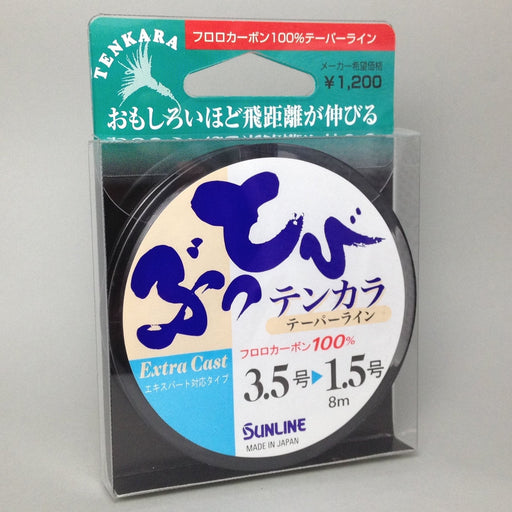 TENKARA
フロロカーボン100%テーパーライン
メーカー希望価格
¥1,200
おもしろいほど飛距離が伸びる
ぶっとび
テンカラ
テーパーライン
Extra Cast
エキスパート対応タイプ
フロロカーボン100%
3.5号▶1.5号
8m
SUNLINE
MADE IN JAPAN